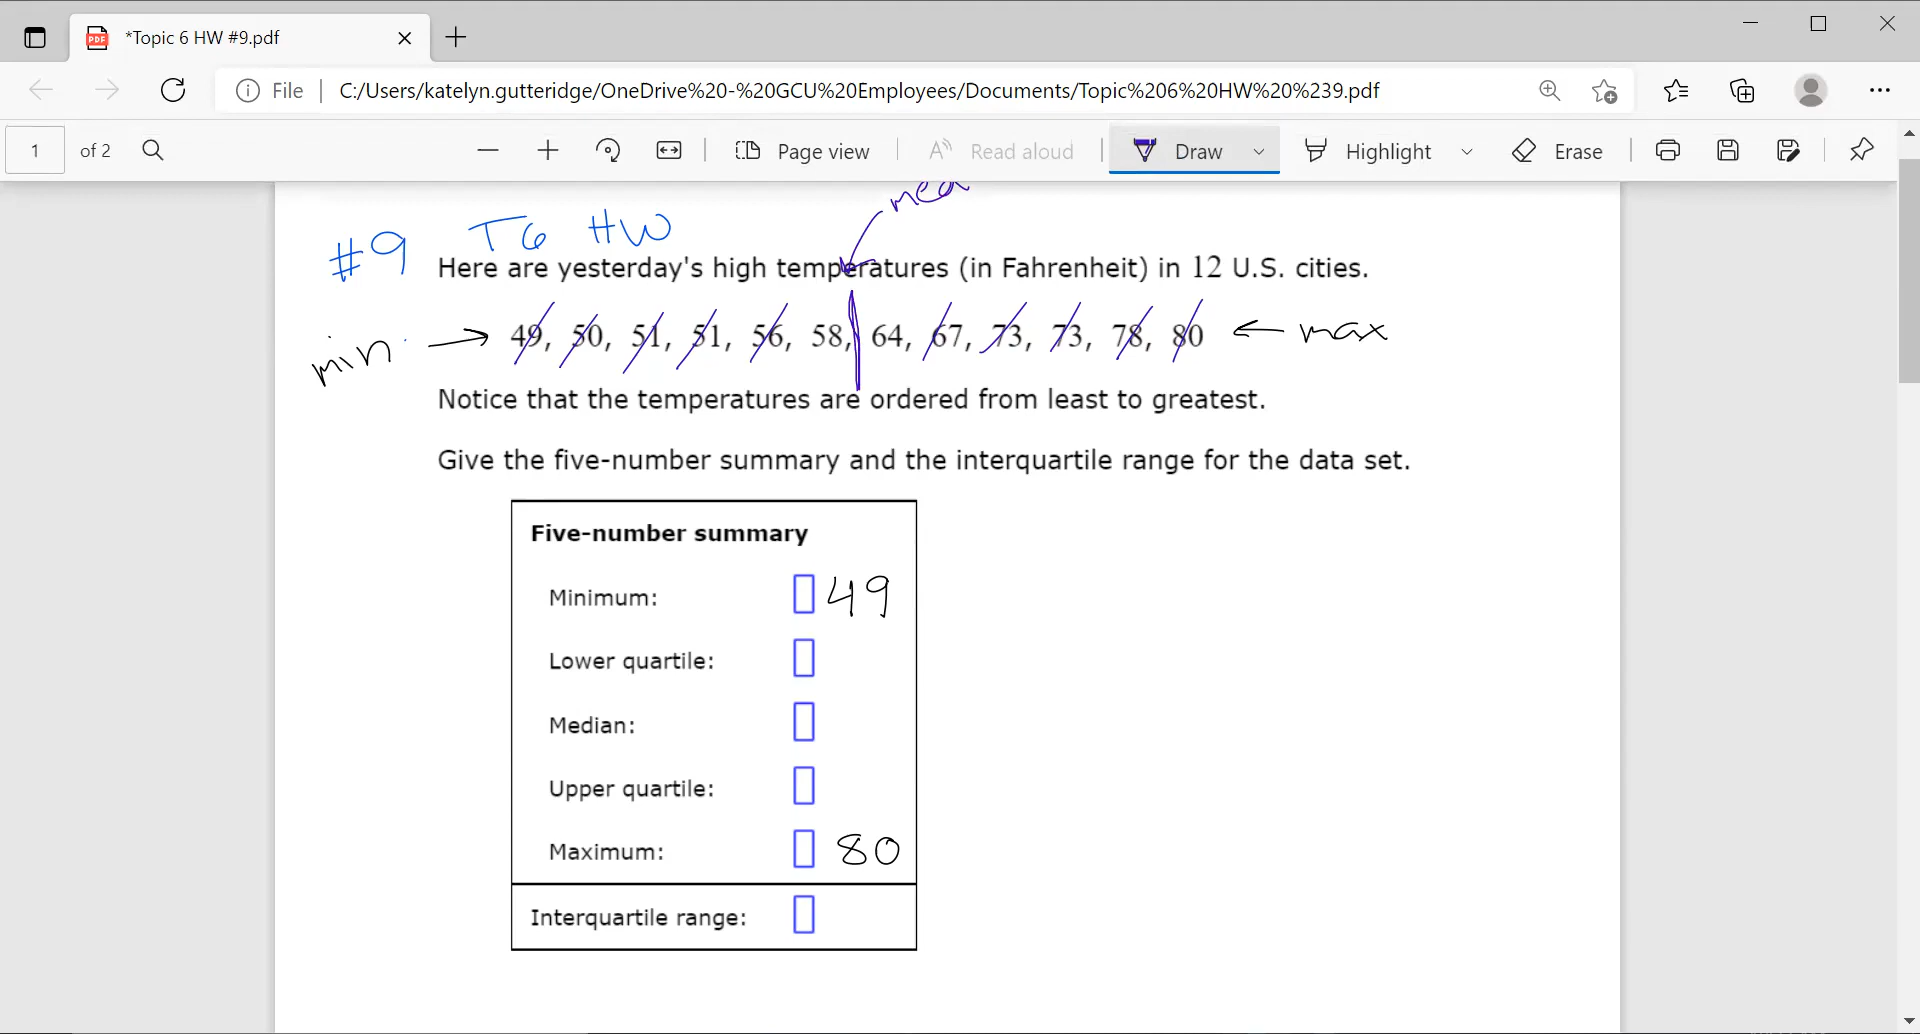 *Topic 6 HW #9.pdf
File | C:/Users/katelyn.gutteridge/OneDrive%20-%20GCU%20Employees/Documents/Topic%206%20HW%20%239.pdf
1 of 2 Page view Read aloud Draw Highlight Erase
med
#9 T6 HW
Here are yesterday's high temperatures (in Fahrenheit) in 12 U.S. cities.
min → 49, 50, 51, 51, 56, 58, 64, 67, 73, 73, 78, 80 ← max
Notice that the temperatures are ordered from least to greatest.
Give the five-number summary and the interquartile range for the data set.
Five-number summary
Minimum: 49
Lower quartile:
Median:
Upper quartile:
Maximum: 80
Interquartile range: